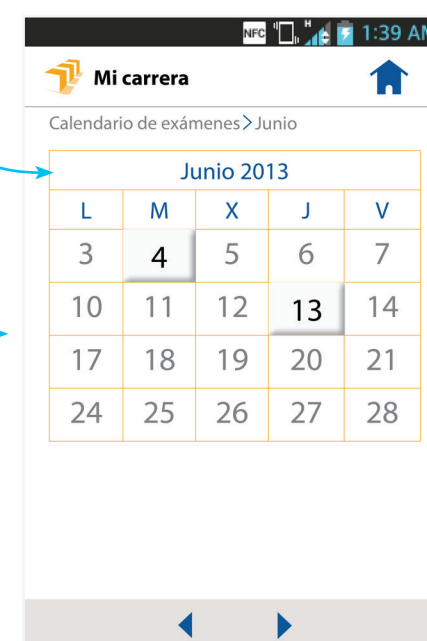 NFC H 1:39 AM
Mi carrera
Calendario de exámenes > Junio
Junio 2013
L M X J V
3 4 5 6 7
10 11 12 13 14
17 18 19 20 21
24 25 26 27 28